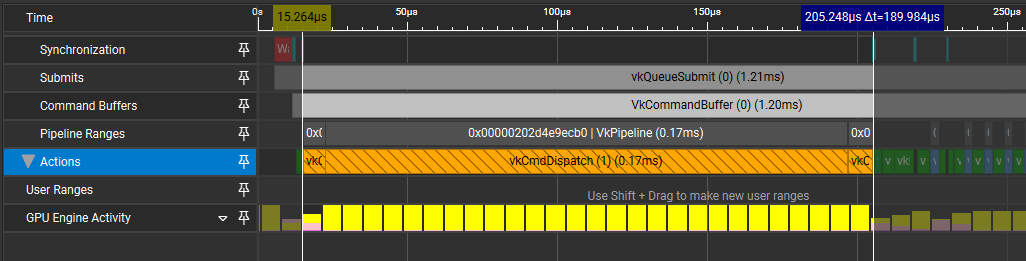 Time
15.264µs
0s
50µs
100µs
150µs
205.248µs Δt=189.984µs
250µs
Synchronization
Submits
vkQueueSubmit (0) (1.21ms)
Command Buffers
VkCommandBuffer (0) (1.20ms)
Pipeline Ranges
0x0
0x00000202d4e9ecb0 | VkPipeline (0.17ms)
0x0
Actions
vkC
vkCmdDispatch (1) (0.17ms)
vkC
User Ranges
Use Shift + Drag to make new user ranges
GPU Engine Activity